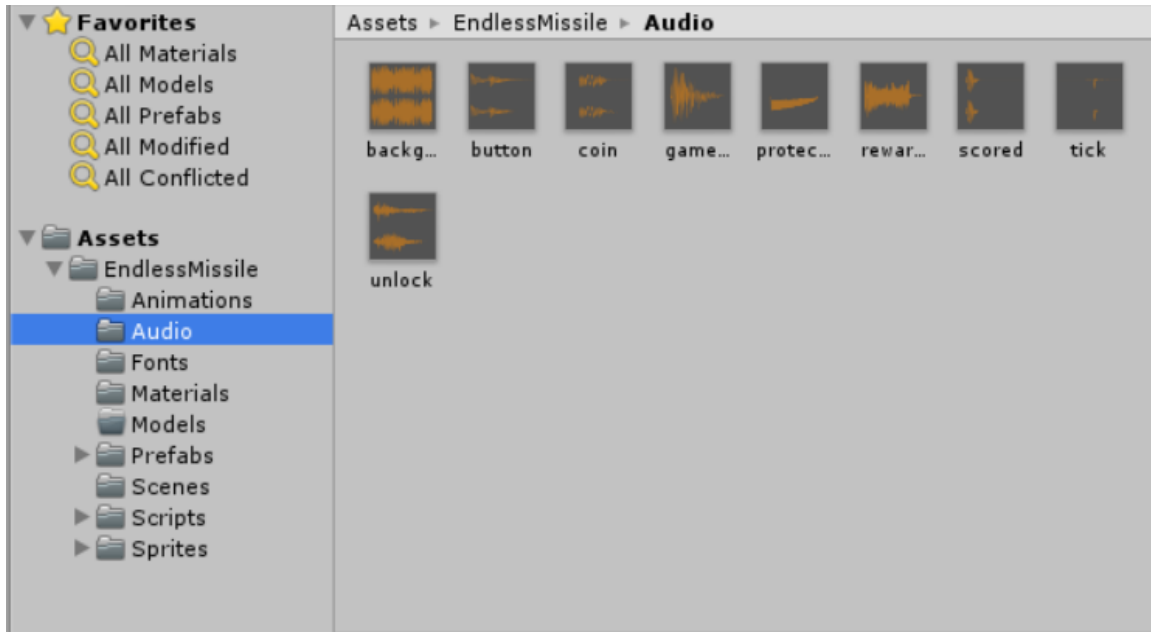 Favorites
All Materials
All Models
All Prefabs
All Modified
All Conflicted
Assets
EndlessMissile
Animations
Audio
Fonts
Materials
Models
Prefabs
Scenes
Scripts
Sprites
Assets ▸ EndlessMissile ▸ Audio
backg... button coin game... protec... rewar... scored tick
unlock